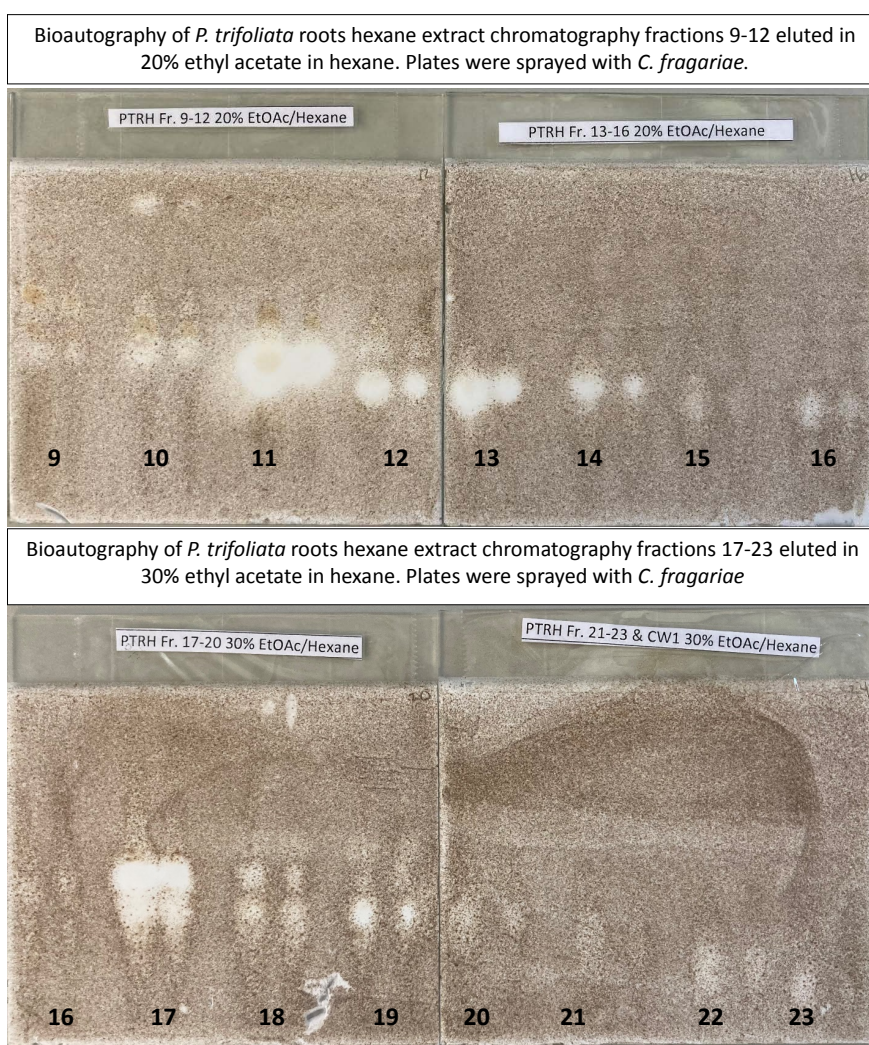 Bioautography of P. trifoliata roots hexane extract chromatography fractions 9-12 eluted in
20% ethyl acetate in hexane. Plates were sprayed with C. fragariae.
PTRH Fr. 9-12 20% EtOAc/Hexane
PTRH Fr. 13-16 20% EtOAc/Hexane
12
16
9 10 11 12 13 14 15 16
Bioautography of P. trifoliata roots hexane extract chromatography fractions 17-23 eluted in
30% ethyl acetate in hexane. Plates were sprayed with C. fragariae
PTRH Fr. 17-20 30% EtOAc/Hexane
PTRH Fr. 21-23 & CW1 30% EtOAc/Hexane
20
16 17 18 19 20 21 22 23